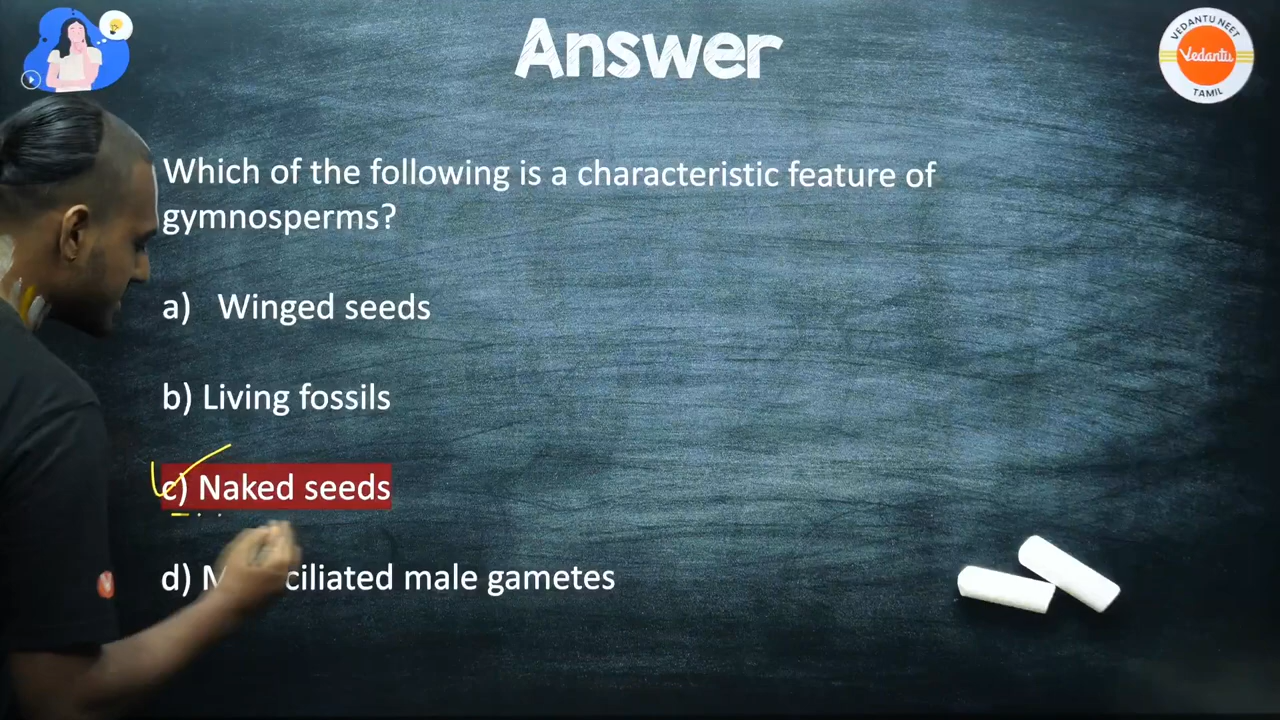 Answer
VEDANTU NEET
Vedantu
TAMIL
Which of the following is a characteristic feature of
gymnosperms?
a) Winged seeds
b) Living fossils
c) Naked seeds
d) ciliated male gametes